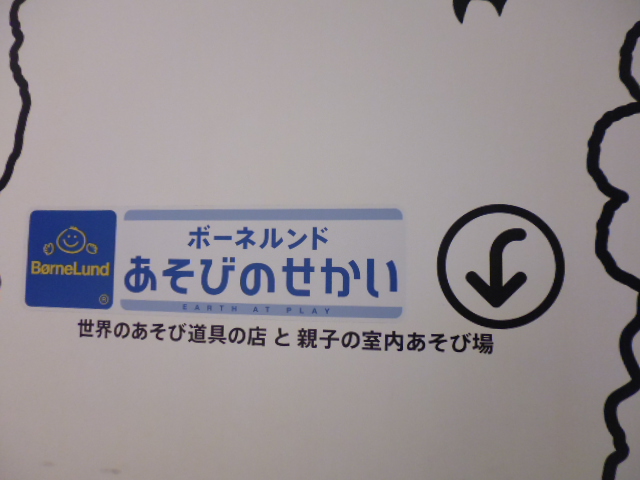 BørneLund
®
ボーネルンド
あそびのせかい
EARTH AT PLAY
世界のあそび道具の店 と 親子の室内あそび場